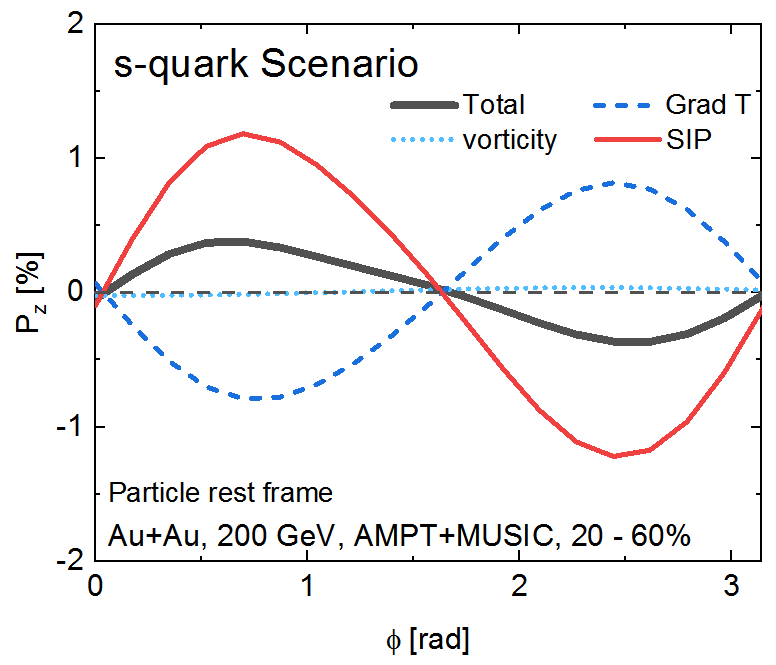 2
s-quark Scenario
Total
Grad T
vorticity
SIP
1
P_z [%]
0
-1
Particle rest frame
Au+Au, 200 GeV, AMPT+MUSIC, 20 - 60%
-2
0
1
2
3
ϕ [rad]